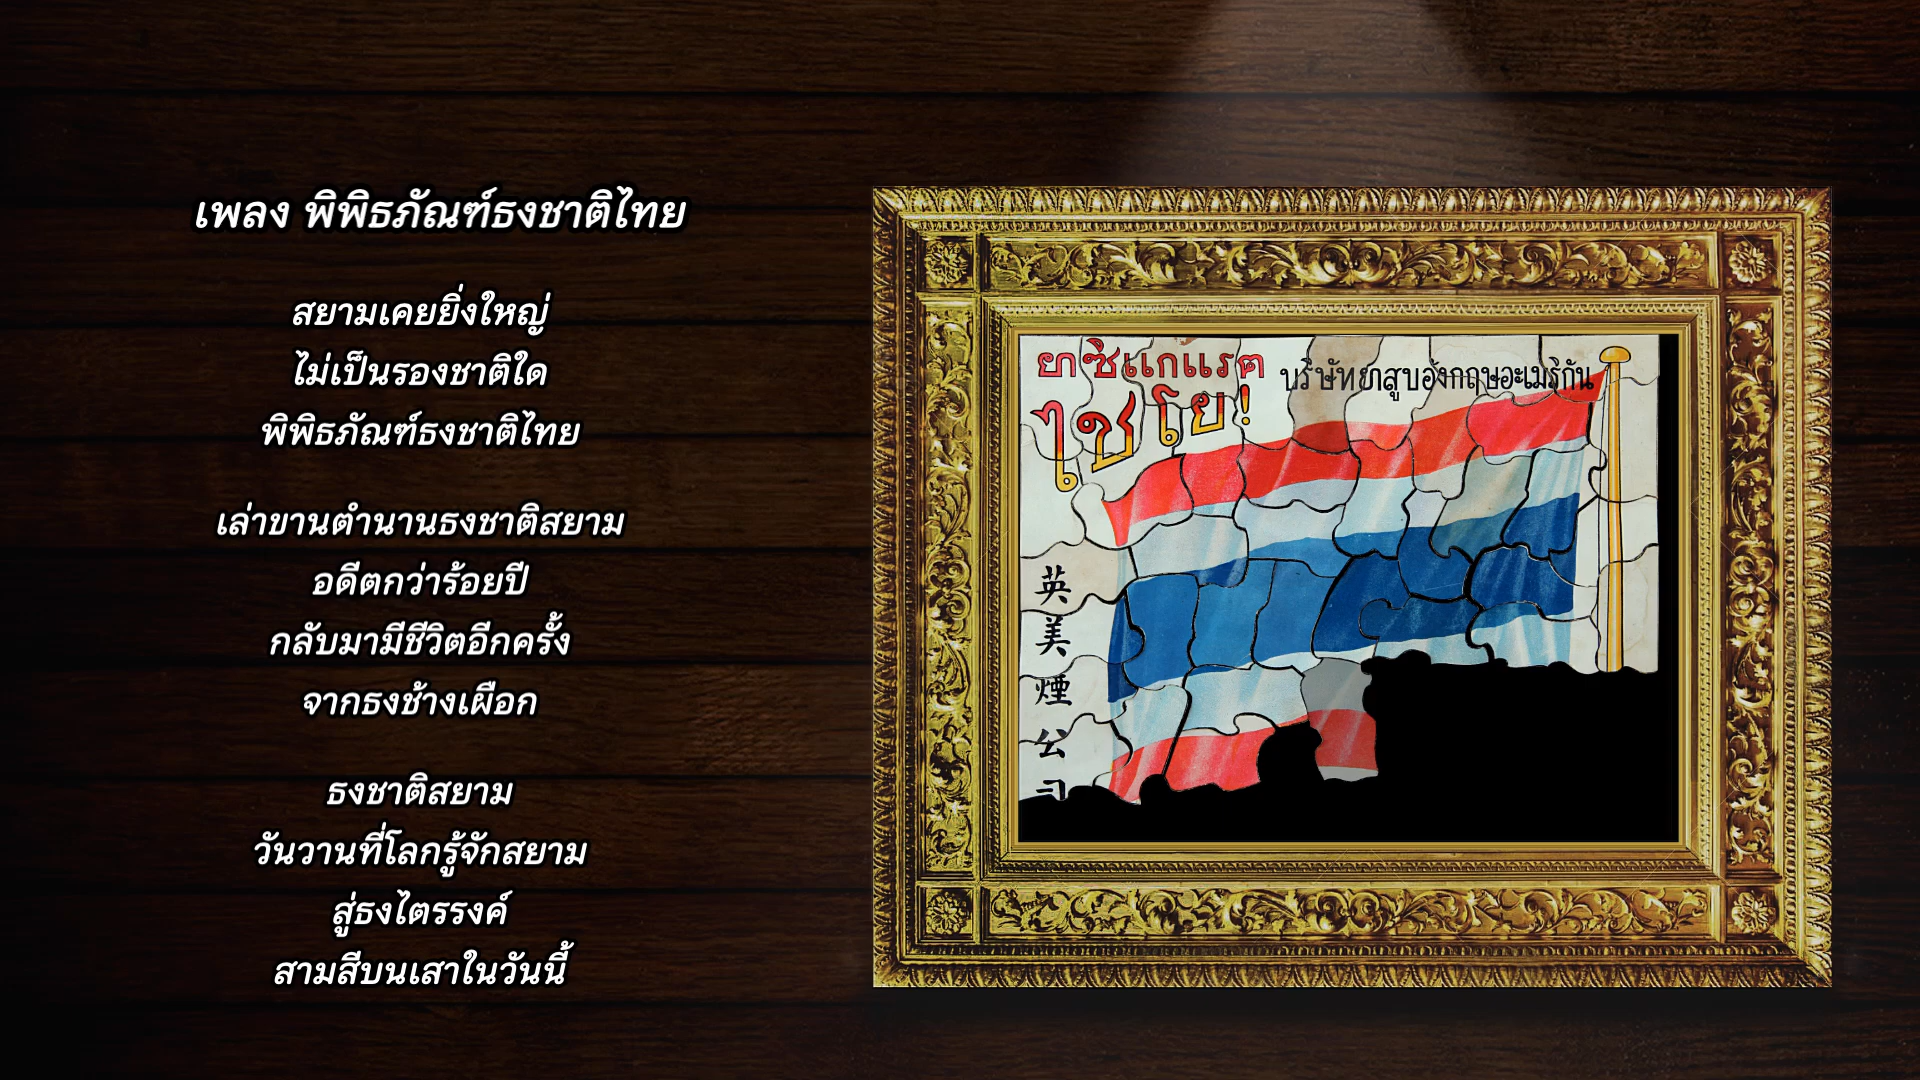 เพลง พิพิธภัณฑ์ธงชาติไทย
สยามเคยยิ่งใหญ่
ไม่เป็นรองชาติใด
พิพิธภัณฑ์ธงชาติไทย
เล่าขานตำนานธงชาติสยาม
อดีตกว่าร้อยปี
กลับมามีชีวิตอีกครั้ง
จากธงช้างเผือก
ธงชาติสยาม
วันวานที่โลกรู้จักสยาม
สู่ธงไตรรงค์
สามสีบนเสาในวันนี้
ยาซิแกแรต
ไชโย!
บริษัทยาสูบอังกฤษอะเมริกัน
英美煙公司